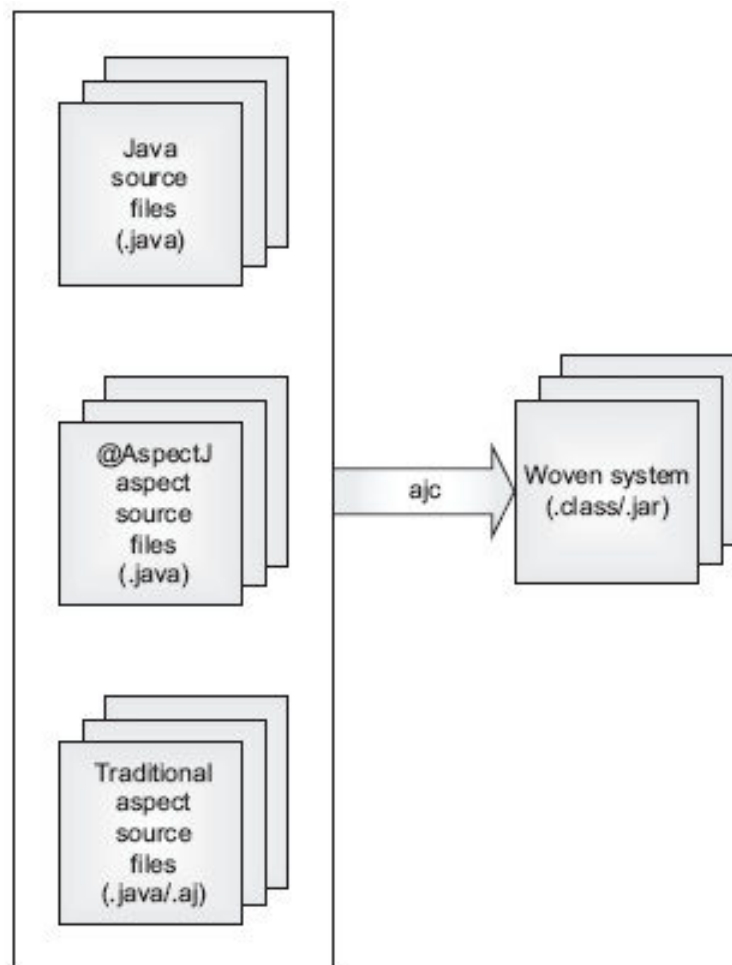 Java
source
files
(.java)
@AspectJ
aspect
source
files
(.java)
ajc
Woven system
(.class/.jar)
Traditional
aspect
source
files
(.java/.aj)